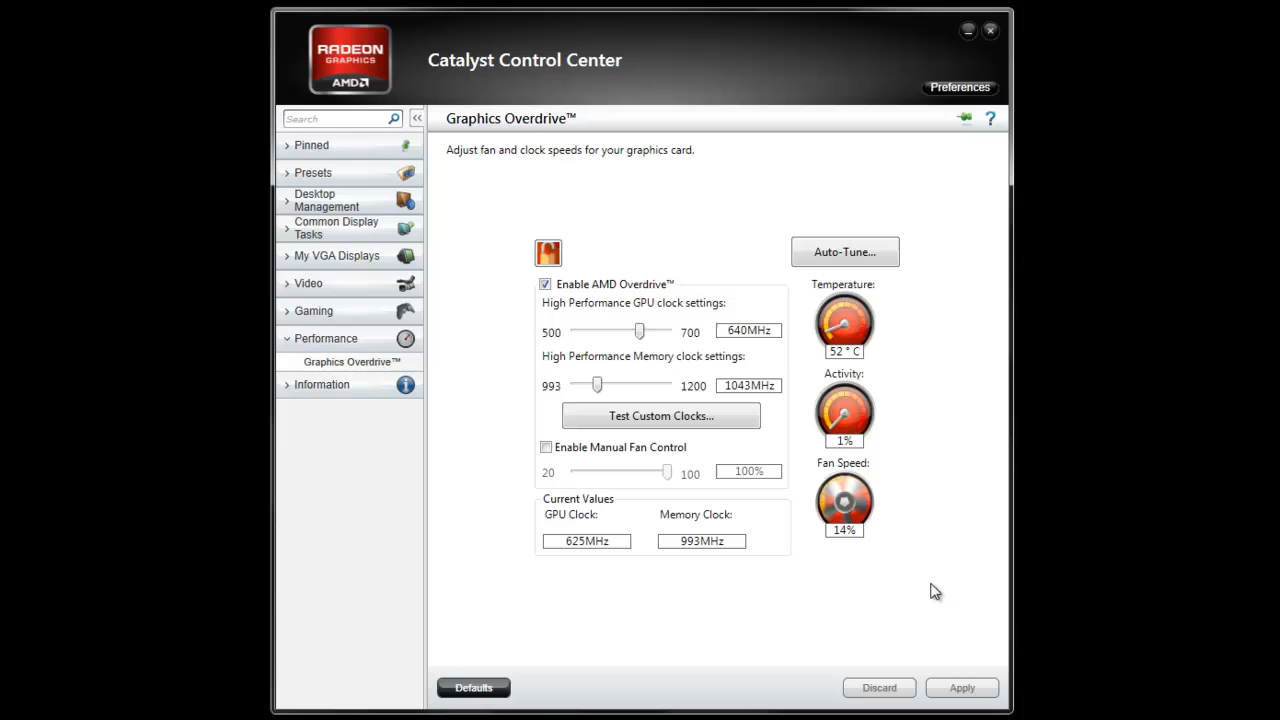 RADEON
GRAPHICS
AMD
Catalyst Control Center
Preferences
Search
Graphics Overdrive™
?
Pinned
Presets
Desktop
Management
Common Display
Tasks
My VGA Displays
Video
Gaming
Performance
Graphics Overdrive™
Information
Adjust fan and clock speeds for your graphics card.
Auto-Tune...
Enable AMD Overdrive™
High Performance GPU clock settings:
500 700 640MHz
High Performance Memory clock settings:
993 1200 1043MHz
Test Custom Clocks...
Enable Manual Fan Control
20 100 100%
Current Values
GPU Clock: Memory Clock:
625MHz 993MHz
Temperature:
52 ° C
Activity:
1%
Fan Speed:
14%
Defaults
Discard
Apply